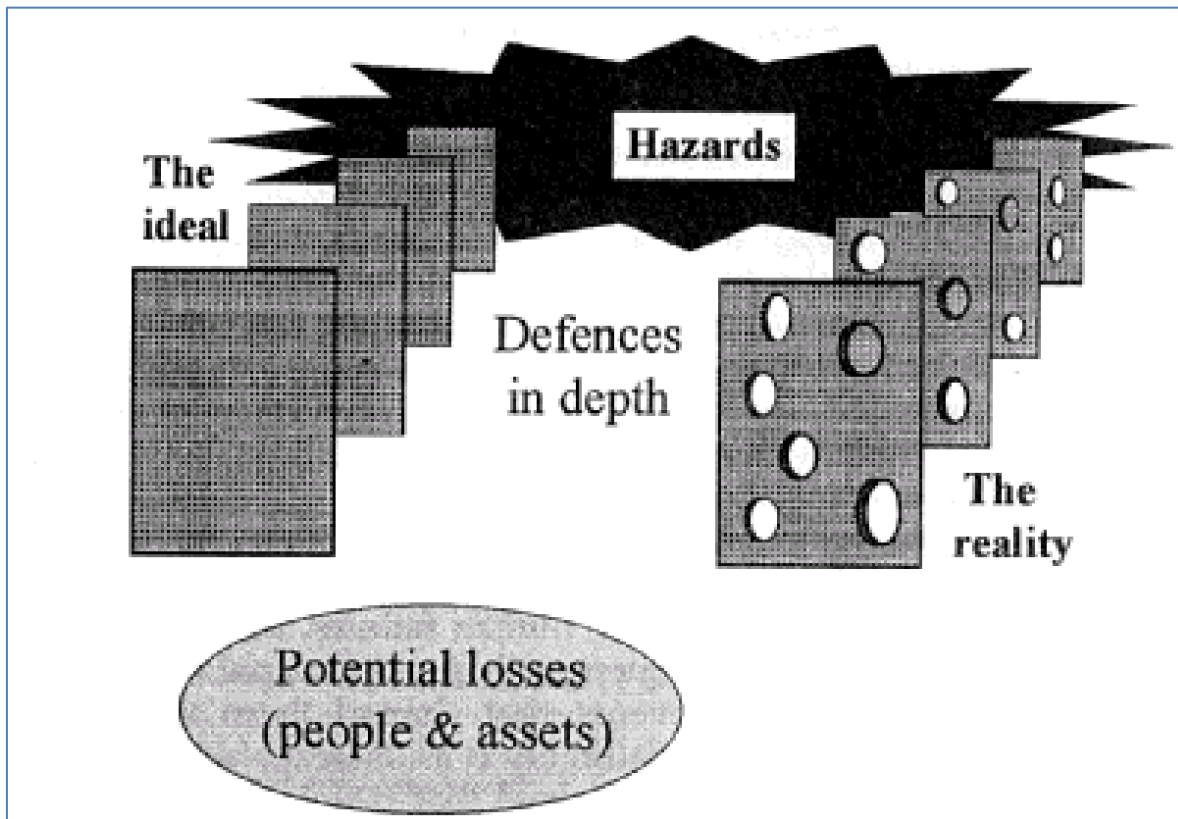 Hazards
The
ideal
Defences
in depth
The
reality
Potential losses
(people & assets)